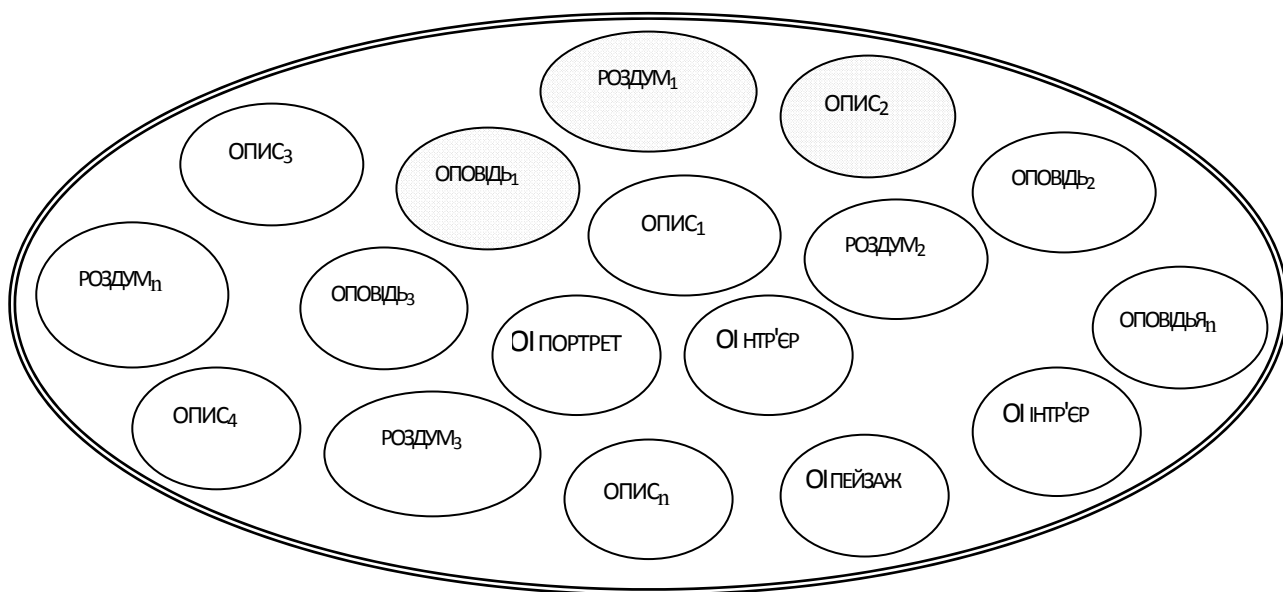 РОЗДУМ₁
ОПИС₂
ОПИС₃
ОПОВІДЬ₁
ОПОВІДЬ₂
ОПИС₁
РОЗДУМ₂
РОЗДУМₙ
ОПОВІДЬ₃
ОПОВІДЬЯₙ
ОІ ПОРТРЕТ
ОІ НТР'ЄР
ОПИС₄
РОЗДУМ₃
ОІ ІНТР'ЄР
ОПИСₙ
ОІ ПЕЙЗАЖ